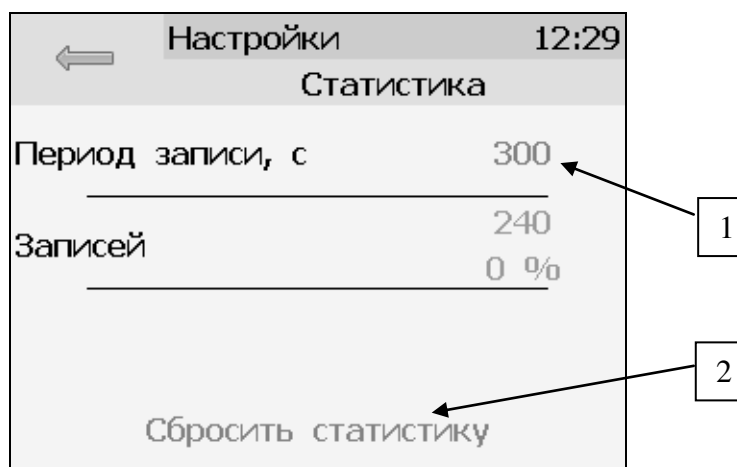 Настройки 12:29
Статистика
Период записи, с 300
1
Записей 240
0 %
2
Сбросить статистику